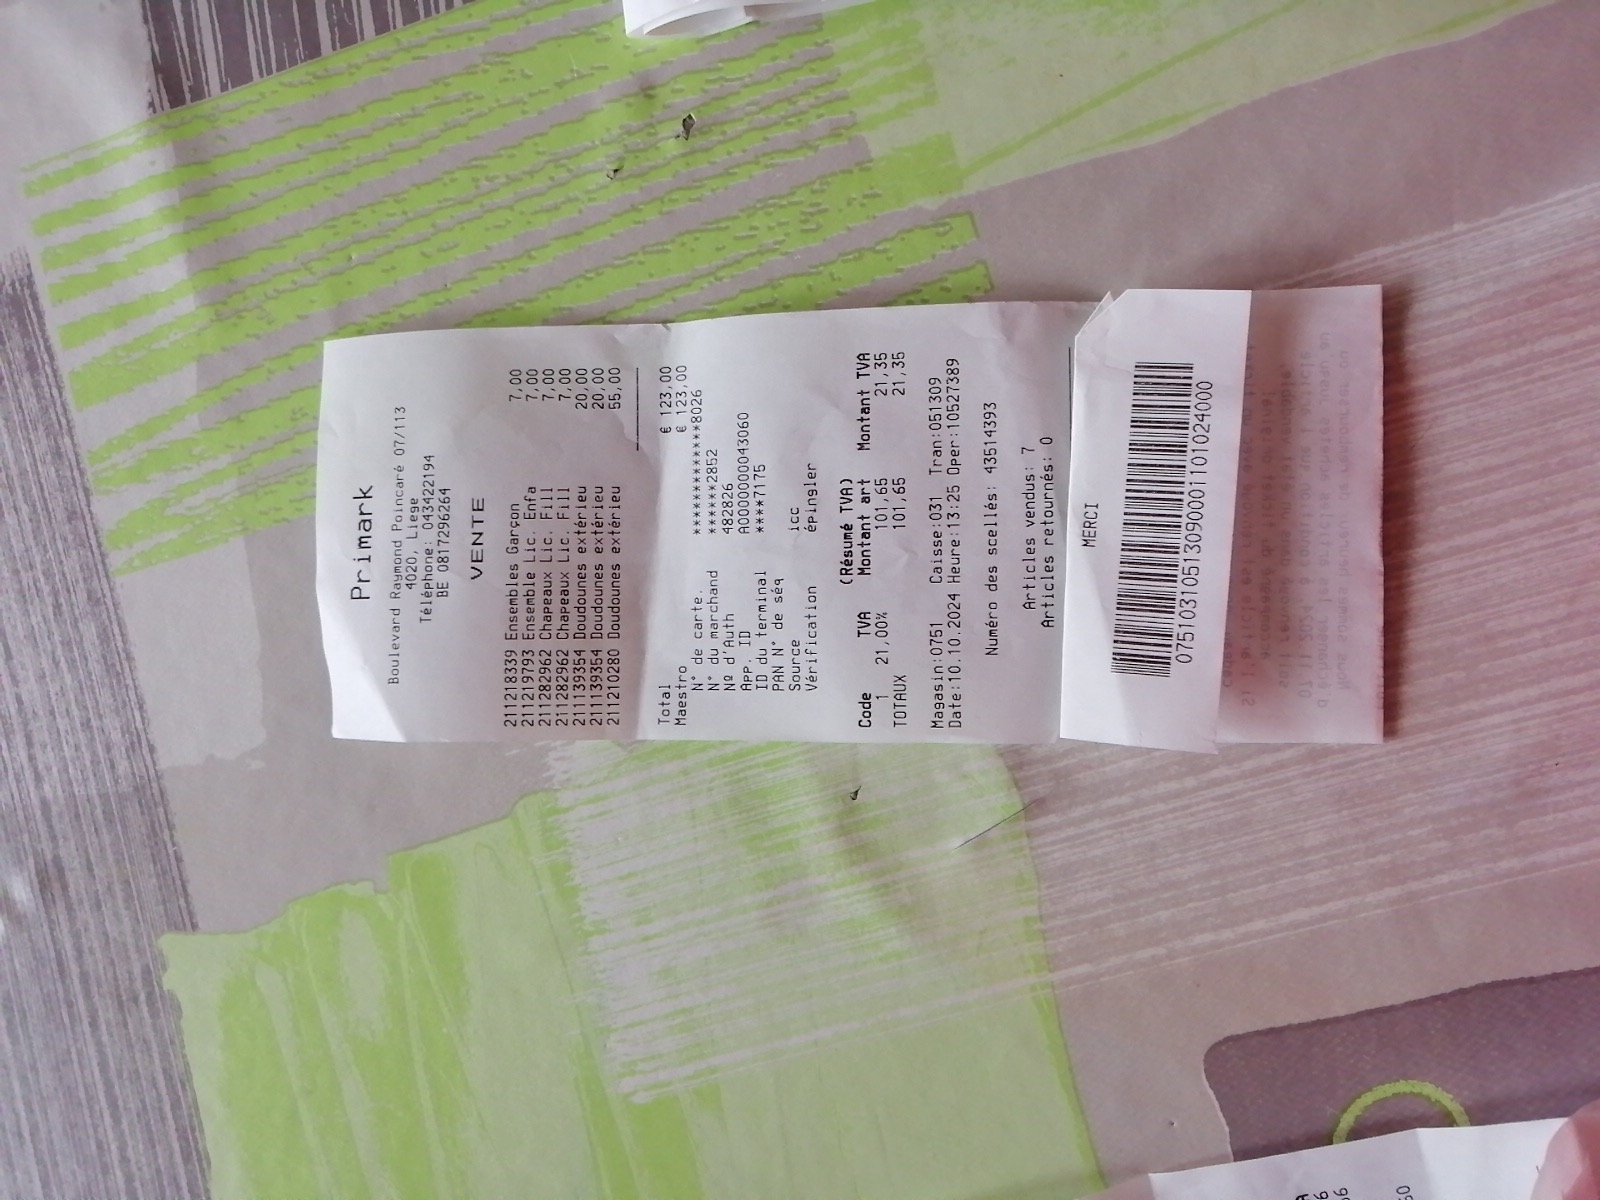 Primark
Boulevard Raymond Poincaré 07/113
4020, Liege
Téléphone: 043422194
BE 0817296264
VENTE
211218339 Ensembles Garçon 7,00
211219793 Ensemble Lic. Enfa 7,00
211282962 Chapeaux Lic. Fill 7,00
211282962 Chapeaux Lic. Fill 7,00
211139354 Doudounes extérieu 20,00
211139354 Doudounes extérieu 20,00
211210280 Doudounes extérieu 55,00
Total € 123,00
Maestro € 123,00
N° de carte. ***************8026
N° du marchand ******2852
Nº d'Auth 482826
App. ID A0000000043060
ID du terminal ****7175
PAN N° de séq
Source icc
Vérification épingler
(Résumé TVA)
Code TVA Montant art Montant TVA
1 21,00% 101,65 21,35
TOTAUX 101,65 21,35
Magasin:0751 Caisse:031 Tran:051309
Date:10.10.2024 Heure:13:25 Oper:10527389
Numéro des scellés: 43514393
Articles vendus: 7
Articles retournés: 0
MERCI
07510310513090001101024000